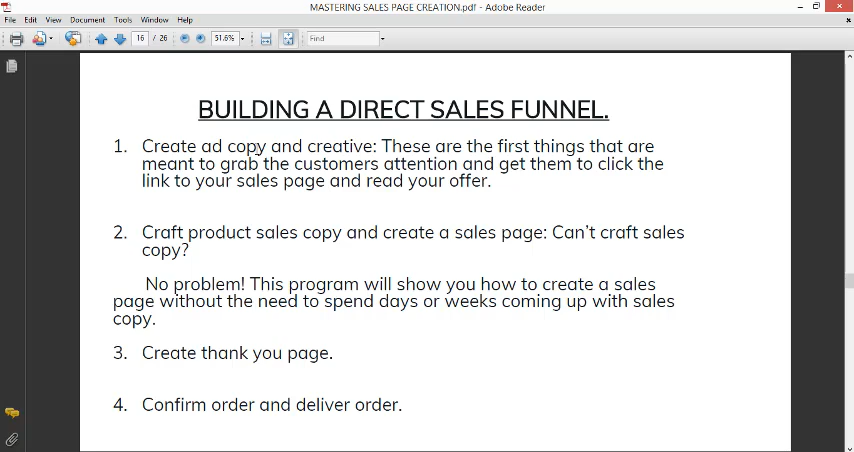 MASTERING SALES PAGE CREATION.pdf - Adobe Reader
File Edit View Document Tools Window Help
16 / 26 51.6% Find
BUILDING A DIRECT SALES FUNNEL.
1. Create ad copy and creative: These are the first things that are
meant to grab the customers attention and get them to click the
link to your sales page and read your offer.
2. Craft product sales copy and create a sales page: Can't craft sales
copy?
No problem! This program will show you how to create a sales
page without the need to spend days or weeks coming up with sales
copy.
3. Create thank you page.
4. Confirm order and deliver order.